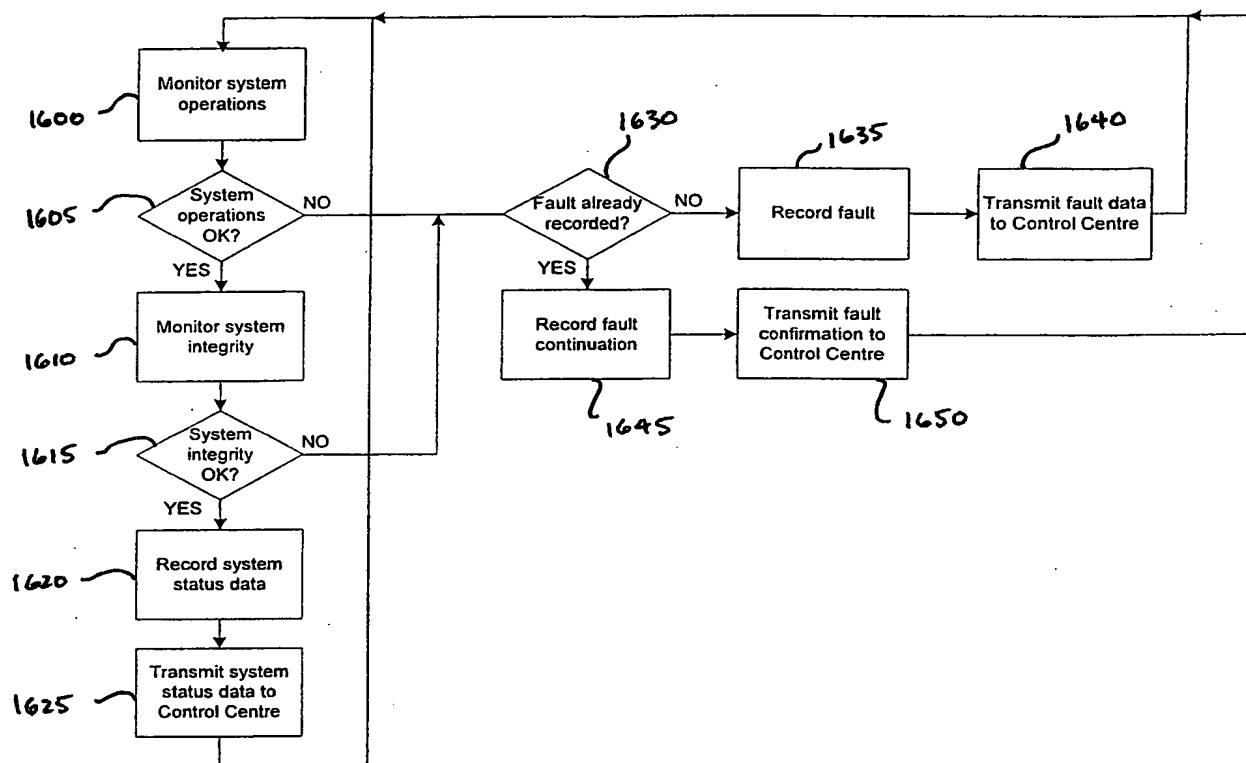 Monitor system
operations
1600
System
operations
OK?
1605
NO
YES
Monitor system
integrity
1610
System
integrity
OK?
1615
NO
YES
Record system
status data
1620
Transmit system
status data to
Control Centre
1625
Fault already
recorded?
1630
NO
YES
Record fault
1635
Transmit fault data
to Control Centre
1640
Record fault
continuation
1645
Transmit fault
confirmation to
Control Centre
1650